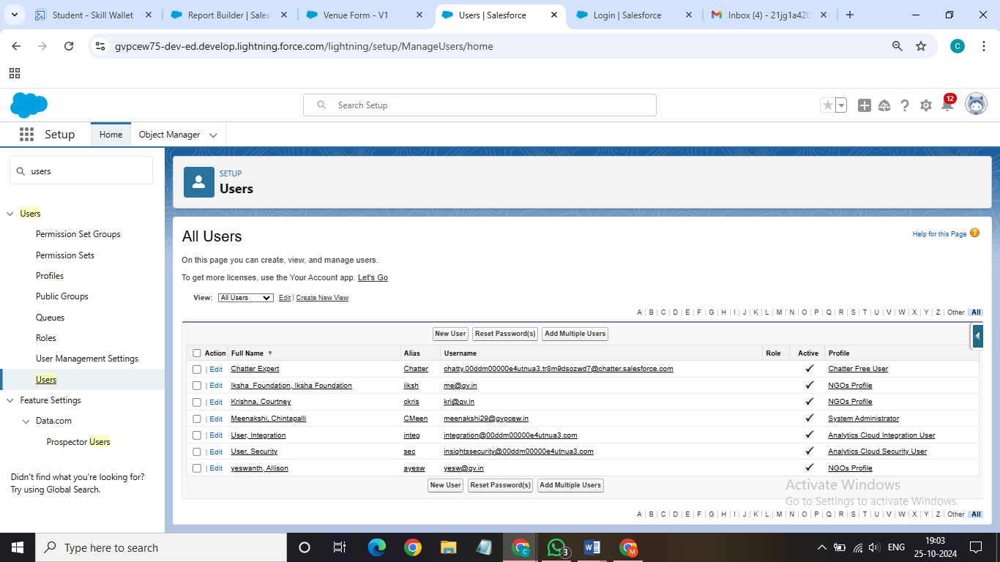 Student - Skill Wallet
Report Builder | Salesf
Venue Form - V1
Users | Salesforce
Login | Salesforce
Inbox (4) - 21jg1a420
gvpcew75-dev-ed.develop.lightning.force.com/lightning/setup/ManageUsers/home
C
Search Setup
12
Setup
Home
Object Manager
users
Users
Permission Set Groups
Permission Sets
Profiles
Public Groups
Queues
Roles
User Management Settings
Users
Feature Settings
Data.com
Prospector Users
Didn't find what you're looking for?
Try using Global Search.
SETUP
Users
All Users
Help for this Page ?
On this page you can create, view, and manage users.
To get more licenses, use the Your Account app. Let's Go
View: All Users Edit | Create New View
A | B | C | D | E | F | G | H | I | J | K | L | M | N | O | P | Q | R | S | T | U | V | W | X | Y | Z | Other All
New User Reset Password(s) Add Multiple Users
Action Full Name ↑ Alias Username Role Active Profile
| Edit Chatter Expert Chatter chatty.00ddm00000e4utnua3.tr8m9dsozwd7@chatter.salesforce.com ✓ Chatter Free User
| Edit Iksha_Foundation, Iksha Foundation iiksh me@gv.in ✓ NGOs Profile
| Edit Krishna, Courtney ckris kri@gv.in ✓ NGOs Profile
| Edit Meenakshi, Chintapalli CMeen meenakshi29@gvpcew.in ✓ System Administrator
| Edit User, Integration integ integration@00ddm00000e4utnua3.com ✓ Analytics Cloud Integration User
| Edit User, Security sec insightssecurity@00ddm00000e4utnua3.com ✓ Analytics Cloud Security User
| Edit yeswanth, Allison ayesw yesw@gv.in ✓ NGOs Profile
New User Reset Password(s) Add Multiple Users
Activate Windows
Go to Settings to activate Windows.
A | B | C | D | E | F | G | H | I | J | K | L | M | N | O | P | Q | R | S | T | U | V | W | X | Y | Z | Other All
Type here to search
C
3
M
ENG
19:03
25-10-2024